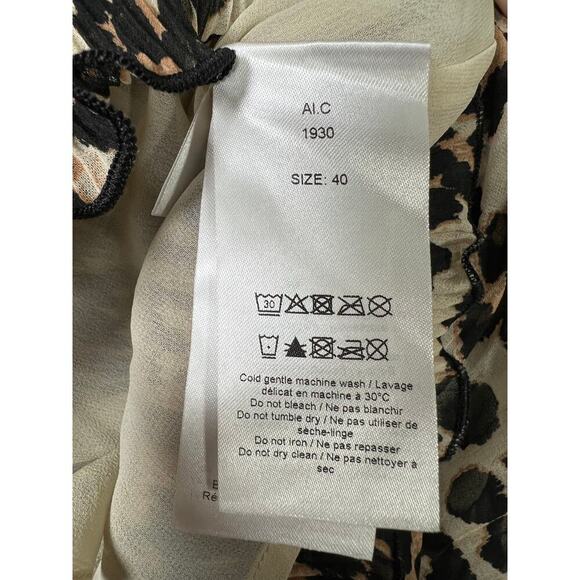 AI.C
1930
SIZE: 40
30
Cold gentle machine wash / Lavage
délicat en machine à 30°C
Do not bleach / Ne pas blanchir
Do not tumble dry / Ne pas utiliser de
sèche-linge
Do not iron / Ne pas repasser
Do not dry clean / Ne pas nettoyer à
sec